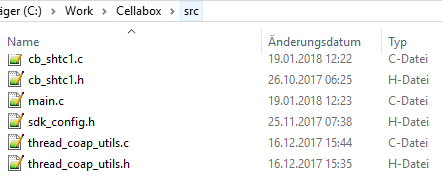 äger (C:) > Work > Cellabox > src
Änderungsdatum Typ
cb_shtc1.c 19.01.2018 12:22 C-Datei
cb_shtc1.h 26.10.2017 06:25 H-Datei
main.c 19.01.2018 12:23 C-Datei
sdk_config.h 25.11.2017 07:38 H-Datei
thread_coap_utils.c 16.12.2017 15:44 C-Datei
thread_coap_utils.h 16.12.2017 15:35 H-Datei